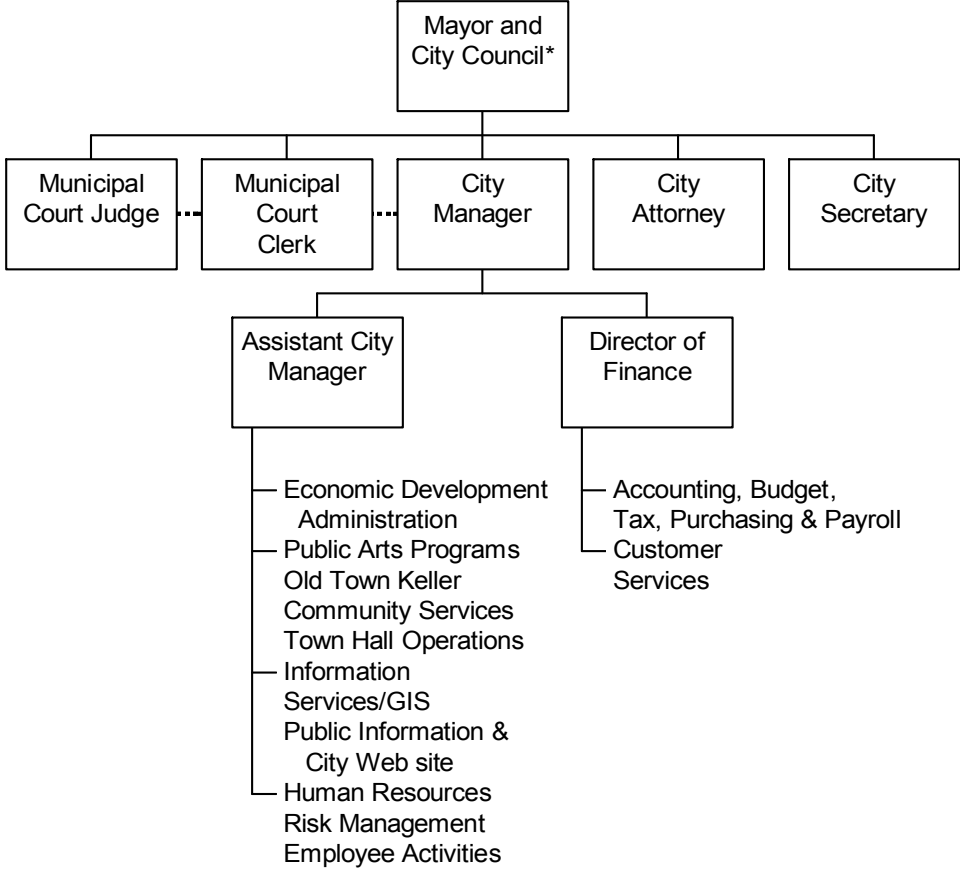 Mayor and
City Council*
Municipal
Court Judge
Municipal
Court
Clerk
City
Manager
City
Attorney
City
Secretary
Assistant City
Manager
Director of
Finance
Economic Development
Administration
Public Arts Programs
Old Town Keller
Community Services
Town Hall Operations
Information
Services/GIS
Public Information &
City Web site
Human Resources
Risk Management
Employee Activities
Accounting, Budget,
Tax, Purchasing & Payroll
Customer
Services